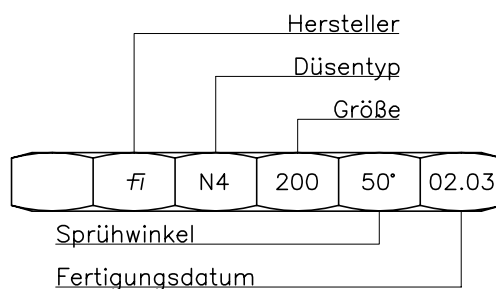 Hersteller
Düsentyp
Größe
fi N4 200 50° 02.03
Sprühwinkel
Fertigungsdatum